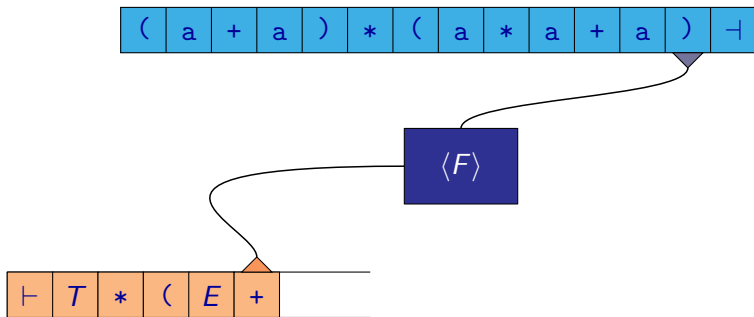 ( a + a ) * ( a * a + a ) ⊣
⟨F⟩
⊢ T * ( E +